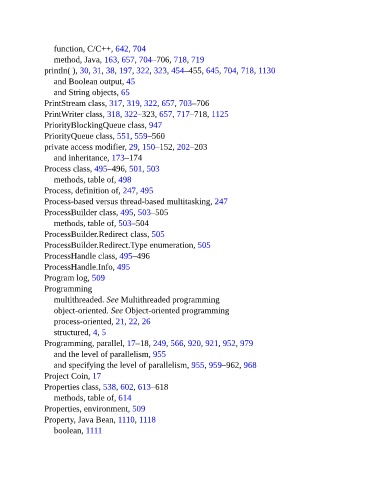 function, C/C++, 642, 704
method, Java, 163, 657, 704–706, 718, 719
println( ), 30, 31, 38, 197, 322, 323, 454–455, 645, 704, 718, 1130
and Boolean output, 45
and String objects, 65
PrintStream class, 317, 319, 322, 657, 703–706
PrintWriter class, 318, 322–323, 657, 717–718, 1125
PriorityBlockingQueue class, 947
PriorityQueue class, 551, 559–560
private access modifier, 29, 150–152, 202–203
and inheritance, 173–174
Process class, 495–496, 501, 503
methods, table of, 498
Process, definition of, 247, 495
Process-based versus thread-based multitasking, 247
ProcessBuilder class, 495, 503–505
methods, table of, 503–504
ProcessBuilder.Redirect class, 505
ProcessBuilder.Redirect.Type enumeration, 505
ProcessHandle class, 495–496
ProcessHandle.Info, 495
Program log, 509
Programming
multithreaded. See Multithreaded programming
object-oriented. See Object-oriented programming
process-oriented, 21, 22, 26
structured, 4, 5
Programming, parallel, 17–18, 249, 566, 920, 921, 952, 979
and the level of parallelism, 955
and specifying the level of parallelism, 955, 959–962, 968
Project Coin, 17
Properties class, 538, 602, 613–618
methods, table of, 614
Properties, environment, 509
Property, Java Bean, 1110, 1118
boolean, 1111